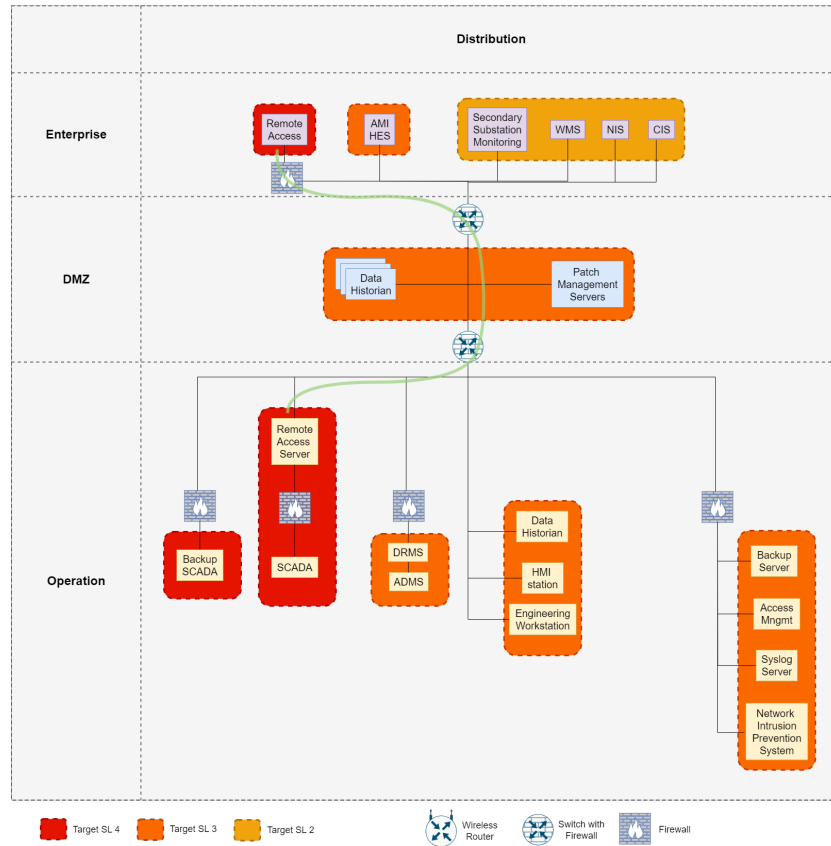 Distribution
Enterprise
Remote
Access
AMI
HES
Secondary
Substation
Monitoring
WMS
NIS
CIS
DMZ
Data
Historian
Patch
Management
Servers
Operation
Remote
Access
Server
Backup
SCADA
SCADA
DRMS
ADMS
Data
Historian
HMI
station
Engineering
Workstation
Backup
Server
Access
Mngmt
Syslog
Server
Network
Intrusion
Prevention
System
Target SL 4
Target SL 3
Target SL 2
Wireless
Router
Switch with
Firewall
Firewall